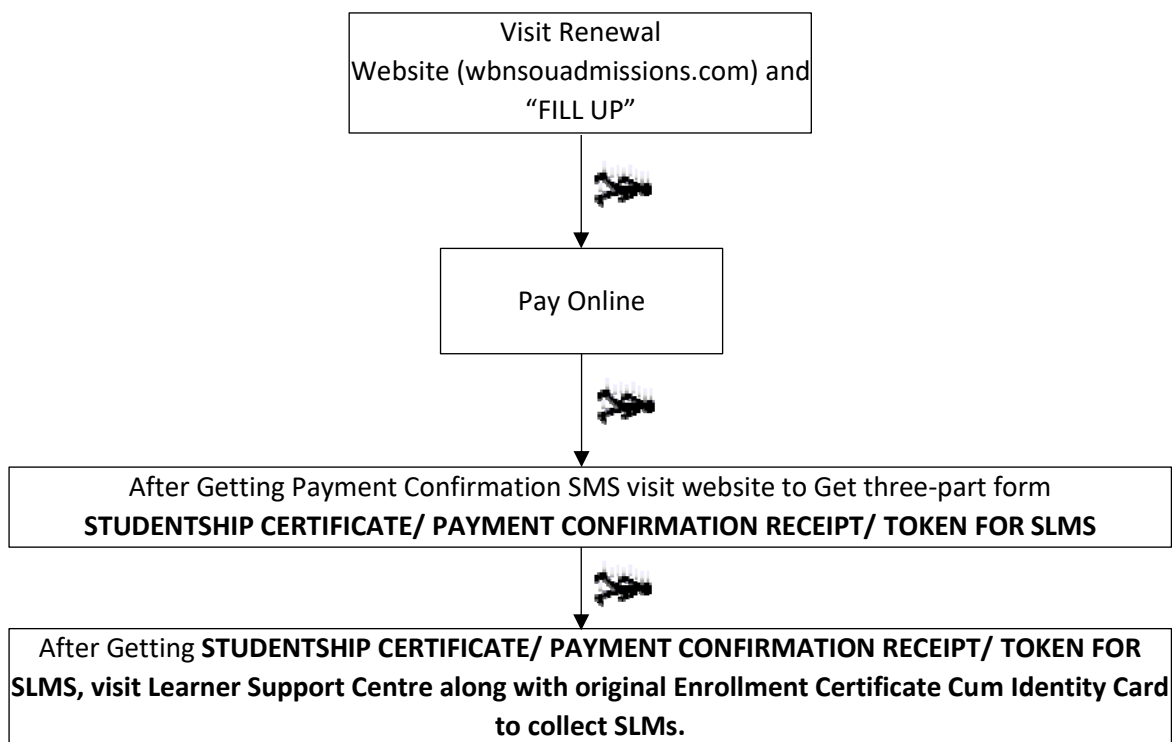 Visit Renewal
Website (wbnsouadmissions.com) and
“FILL UP”
Pay Online
After Getting Payment Confirmation SMS visit website to Get three-part form
STUDENTSHIP CERTIFICATE/ PAYMENT CONFIRMATION RECEIPT/ TOKEN FOR SLMS
After Getting STUDENTSHIP CERTIFICATE/ PAYMENT CONFIRMATION RECEIPT/ TOKEN FOR
SLMS, visit Learner Support Centre along with original Enrollment Certificate Cum Identity Card
to collect SLMs.